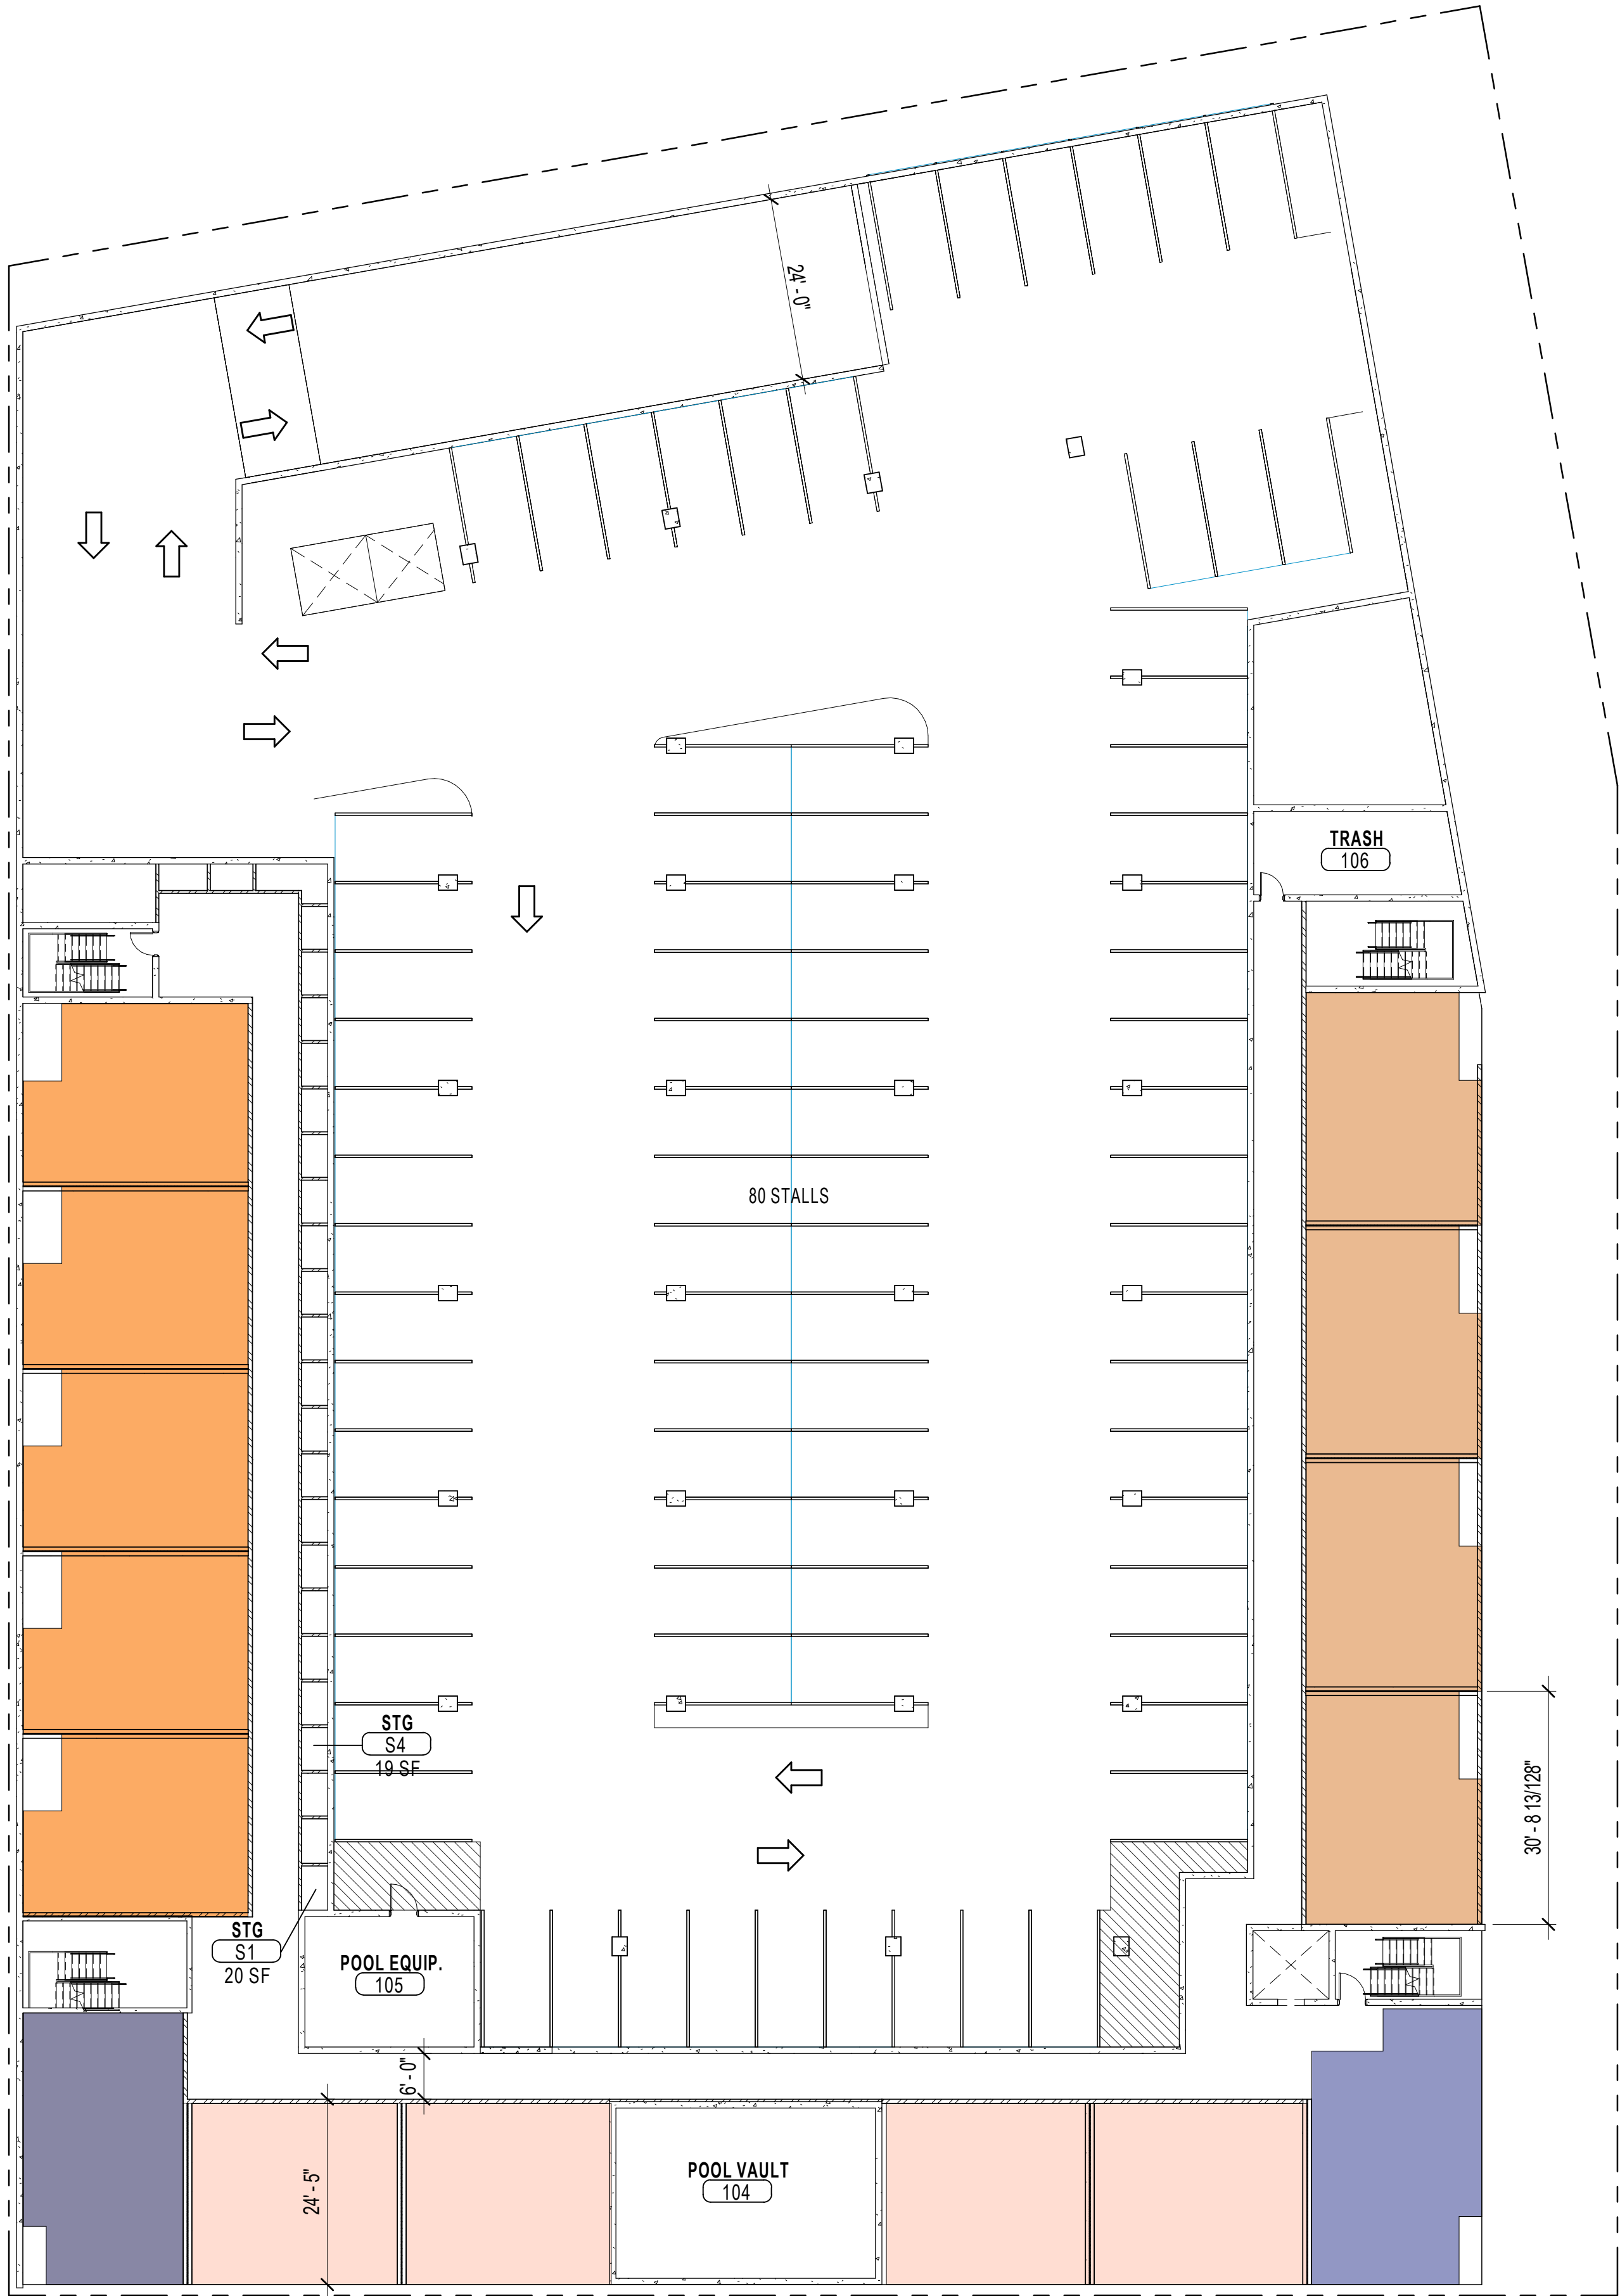 24' - 0"
TRASH
106
80 STALLS
STG
S4
19 SF
30' - 8 13/128"
STG
S1
20 SF
POOL EQUIP.
105
6' - 0"
24' - 5"
POOL VAULT
104